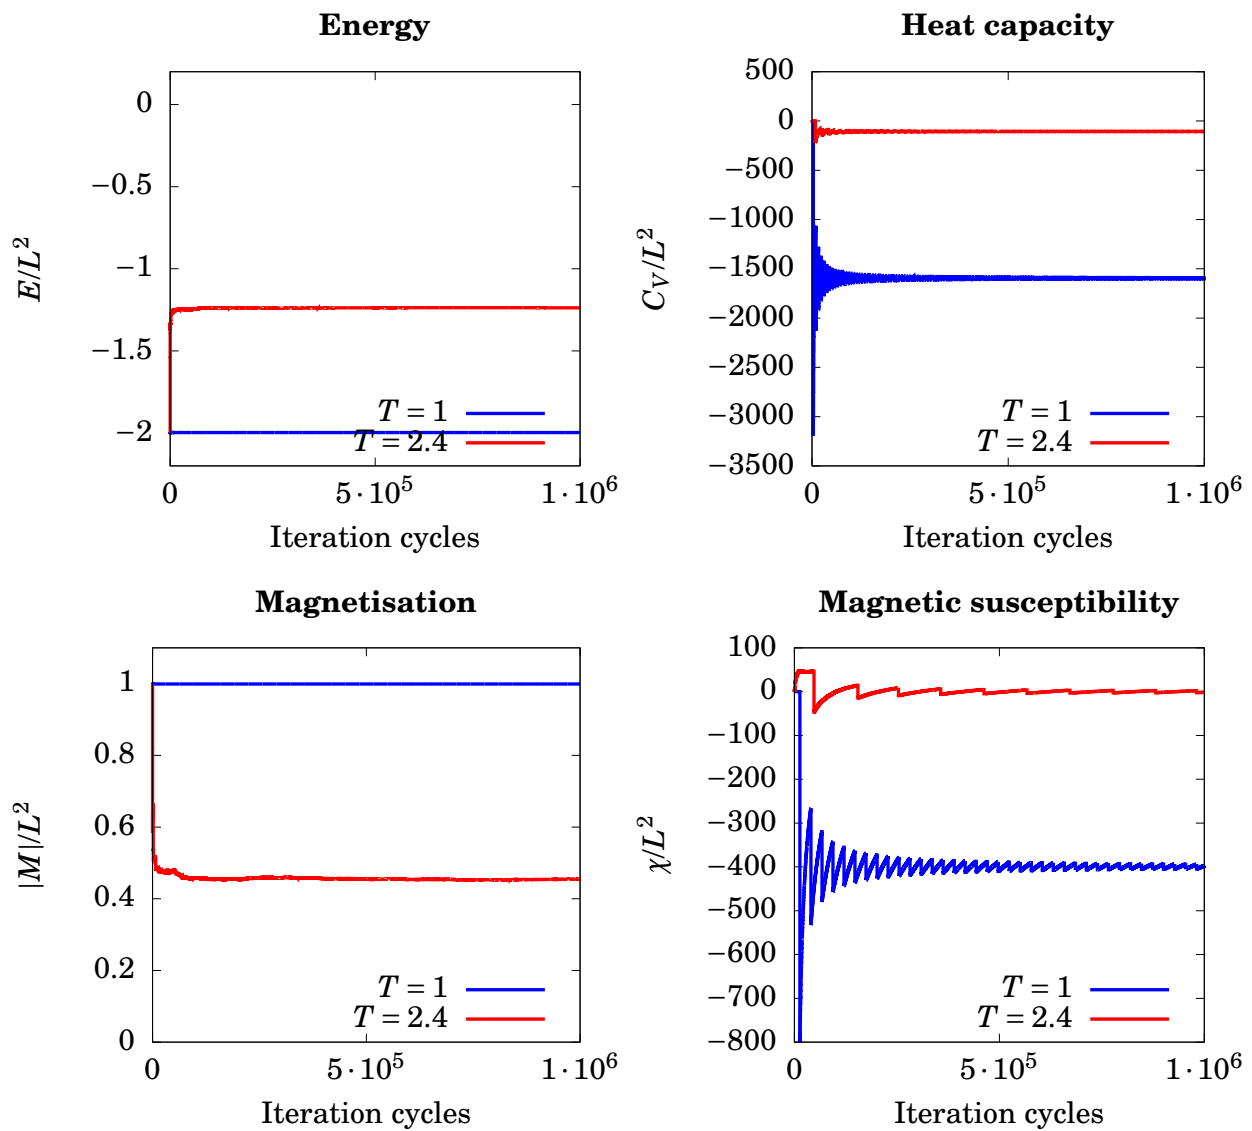 Energy
0
−0.5
−1
−1.5
−2
E/L²
T = 1
T = 2.4
0
5·10⁵
1·10⁶
Iteration cycles
Heat capacity
500
0
−500
−1000
−1500
−2000
−2500
−3000
−3500
C_V/L²
T = 1
T = 2.4
0
5·10⁵
1·10⁶
Iteration cycles
Magnetisation
1
0.8
0.6
0.4
0.2
0
|M|/L²
T = 1
T = 2.4
0
5·10⁵
1·10⁶
Iteration cycles
Magnetic susceptibility
100
0
−100
−200
−300
−400
−500
−600
−700
−800
χ/L²
T = 1
T = 2.4
0
5·10⁵
1·10⁶
Iteration cycles